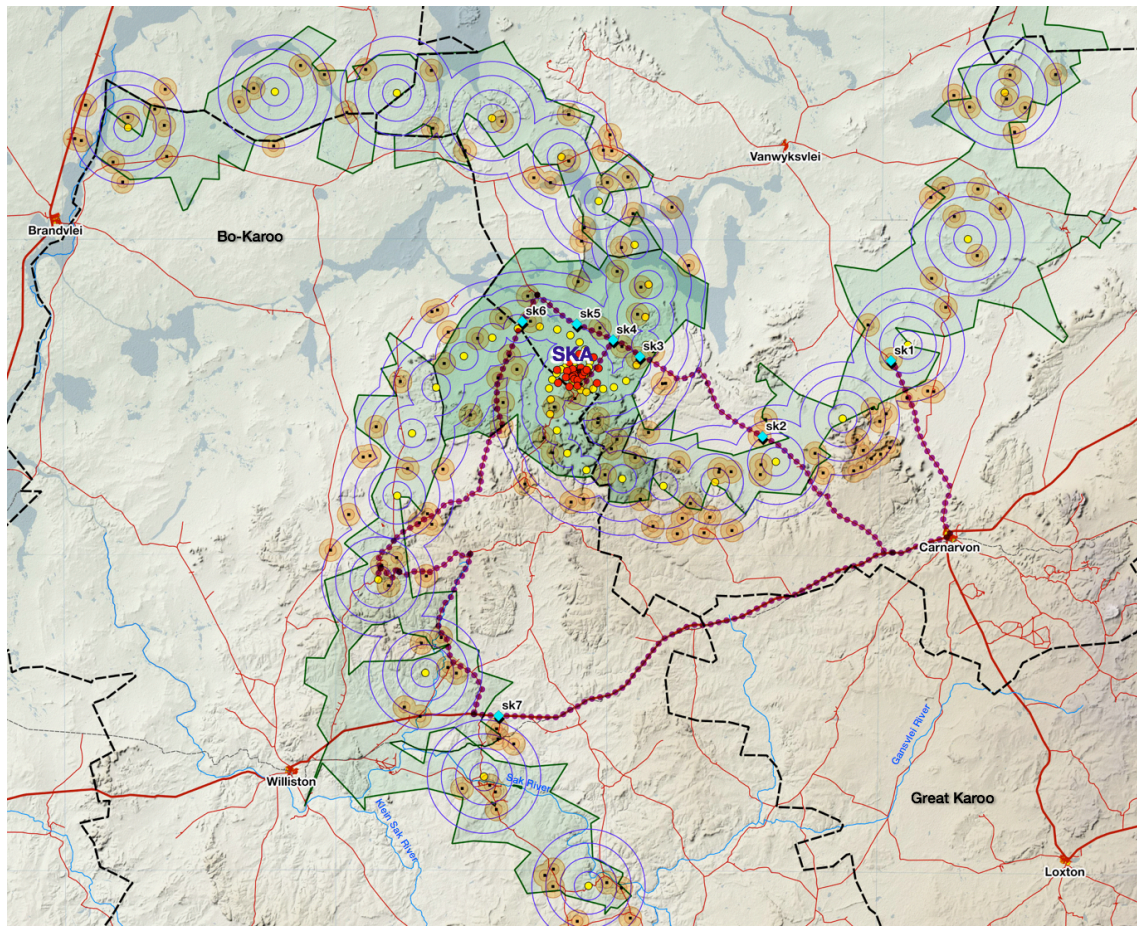 Vanwyksvlei
Brandvlei
Bo-Karoo
sk6
sk5
sk4
SKA
sk3
sk1
sk2
Carnarvon
sk7
Gansvlei River
Williston
Sak River
Klein Sak River
Great Karoo
Loxton